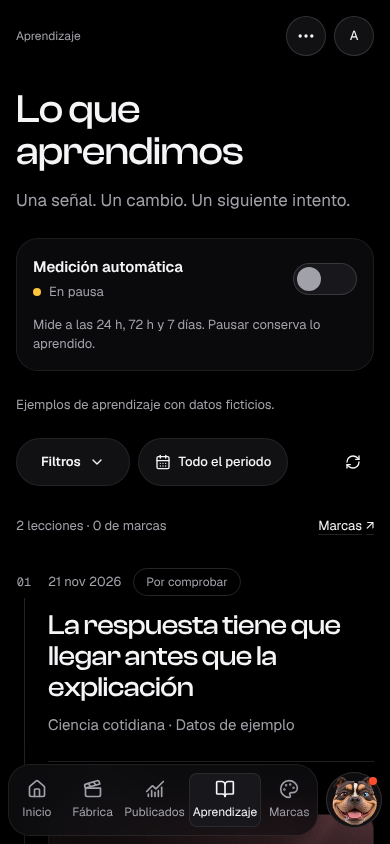 Aprendizaje
A
Lo que
aprendimos
Una señal. Un cambio. Un siguiente intento.
Medición automática
En pausa
Mide a las 24 h, 72 h y 7 días. Pausar conserva lo
aprendido.
Ejemplos de aprendizaje con datos ficticios.
Filtros
Todo el periodo
2 lecciones · 0 de marcas
Marcas ↗
01 21 nov 2026 Por comprobar
La respuesta tiene que
llegar antes que la
explicación
Ciencia cotidiana · Datos de ejemplo
Inicio Fábrica Publicados Aprendizaje Marcas